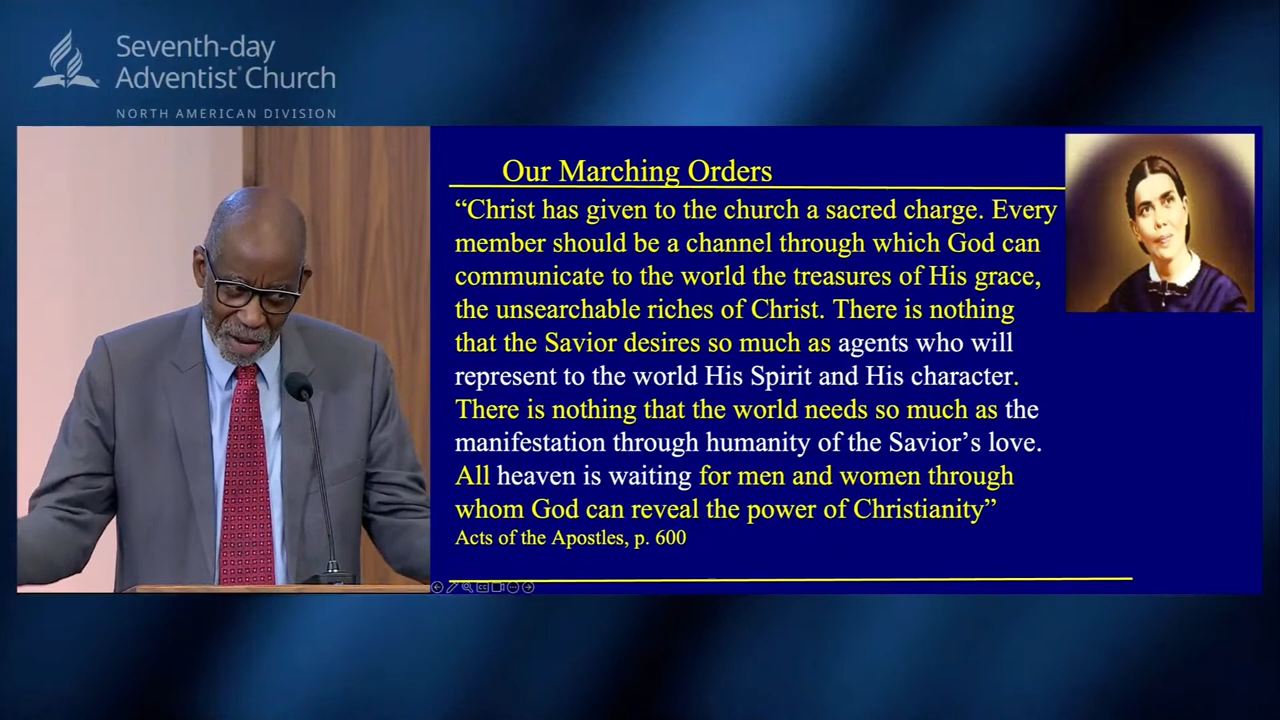 Seventh-day
Adventist® Church
NORTH AMERICAN DIVISION
Our Marching Orders
“Christ has given to the church a sacred charge. Every
member should be a channel through which God can
communicate to the world the treasures of His grace,
the unsearchable riches of Christ. There is nothing
that the Savior desires so much as agents who will
represent to the world His Spirit and His character.
There is nothing that the world needs so much as the
manifestation through humanity of the Savior’s love.
All heaven is waiting for men and women through
whom God can reveal the power of Christianity”
Acts of the Apostles, p. 600